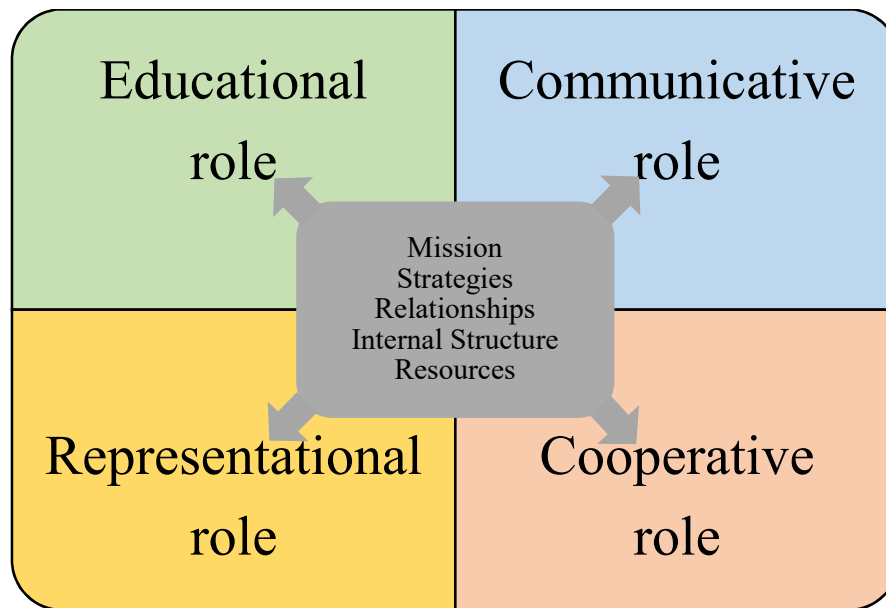 Educational
role
Communicative
role
Mission
Strategies
Relationships
Internal Structure
Resources
Representational
role
Cooperative
role